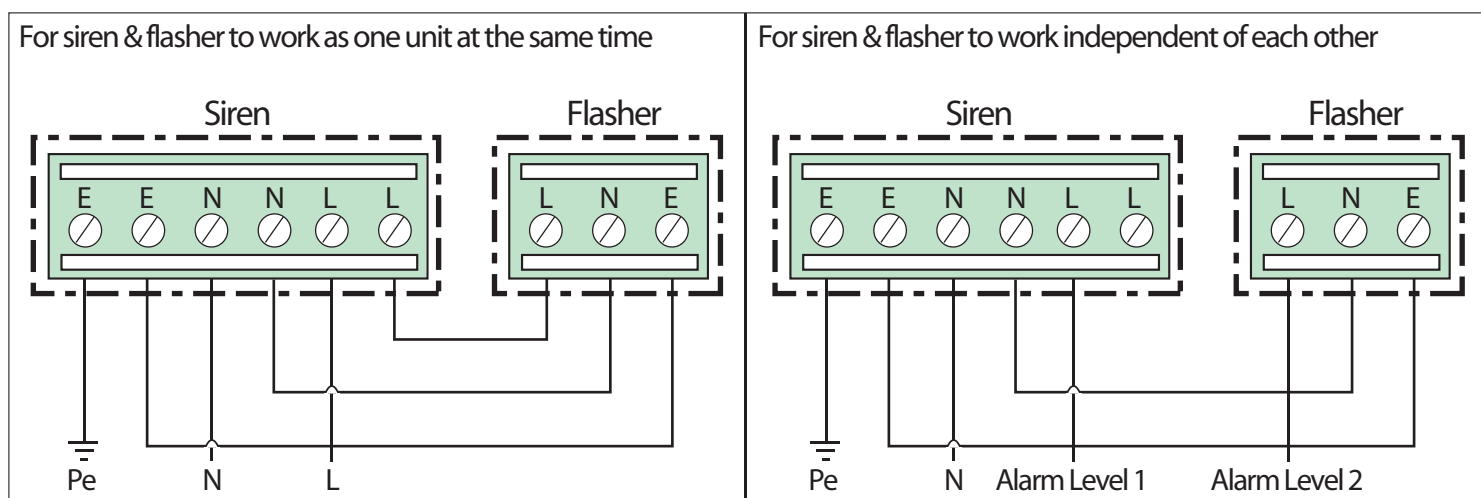 For siren & flasher to work as one unit at the same time
Siren Flasher
E E N N L L L N E
Pe N L
For siren & flasher to work independent of each other
Siren Flasher
E E N N L L L N E
Pe N Alarm Level 1 Alarm Level 2